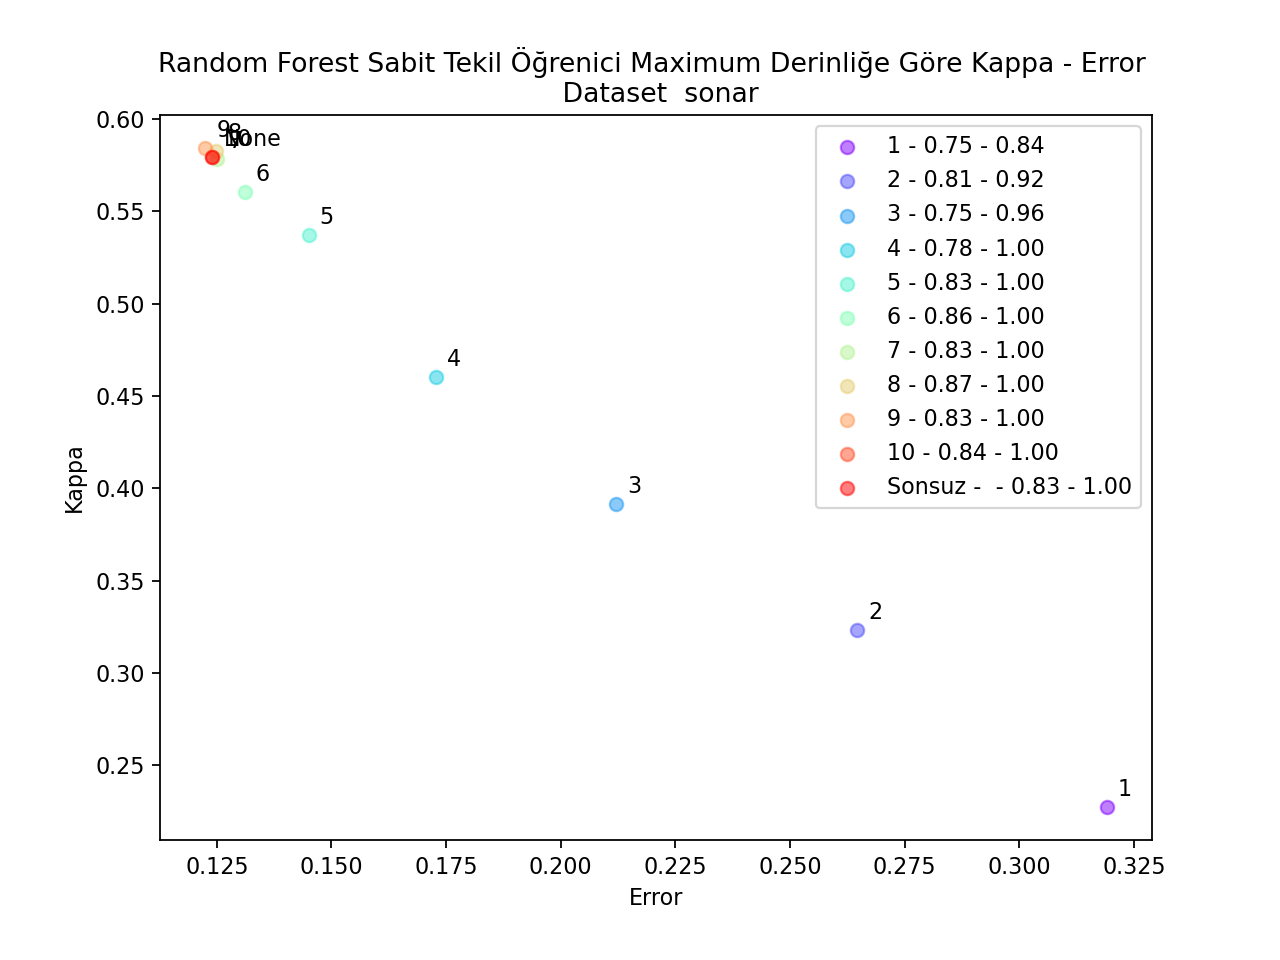 Random Forest Sabit Tekil Öğrenici Maximum Derinliğe Göre Kappa - Error
Dataset  sonar
0.60
0.55
0.50
0.45
0.40
0.35
0.30
0.25
Kappa
9
8
None
6
5
4
3
2
1
1 - 0.75 - 0.84
2 - 0.81 - 0.92
3 - 0.75 - 0.96
4 - 0.78 - 1.00
5 - 0.83 - 1.00
6 - 0.86 - 1.00
7 - 0.83 - 1.00
8 - 0.87 - 1.00
9 - 0.83 - 1.00
10 - 0.84 - 1.00
Sonsuz -  - 0.83 - 1.00
0.125 0.150 0.175 0.200 0.225 0.250 0.275 0.300 0.325
Error